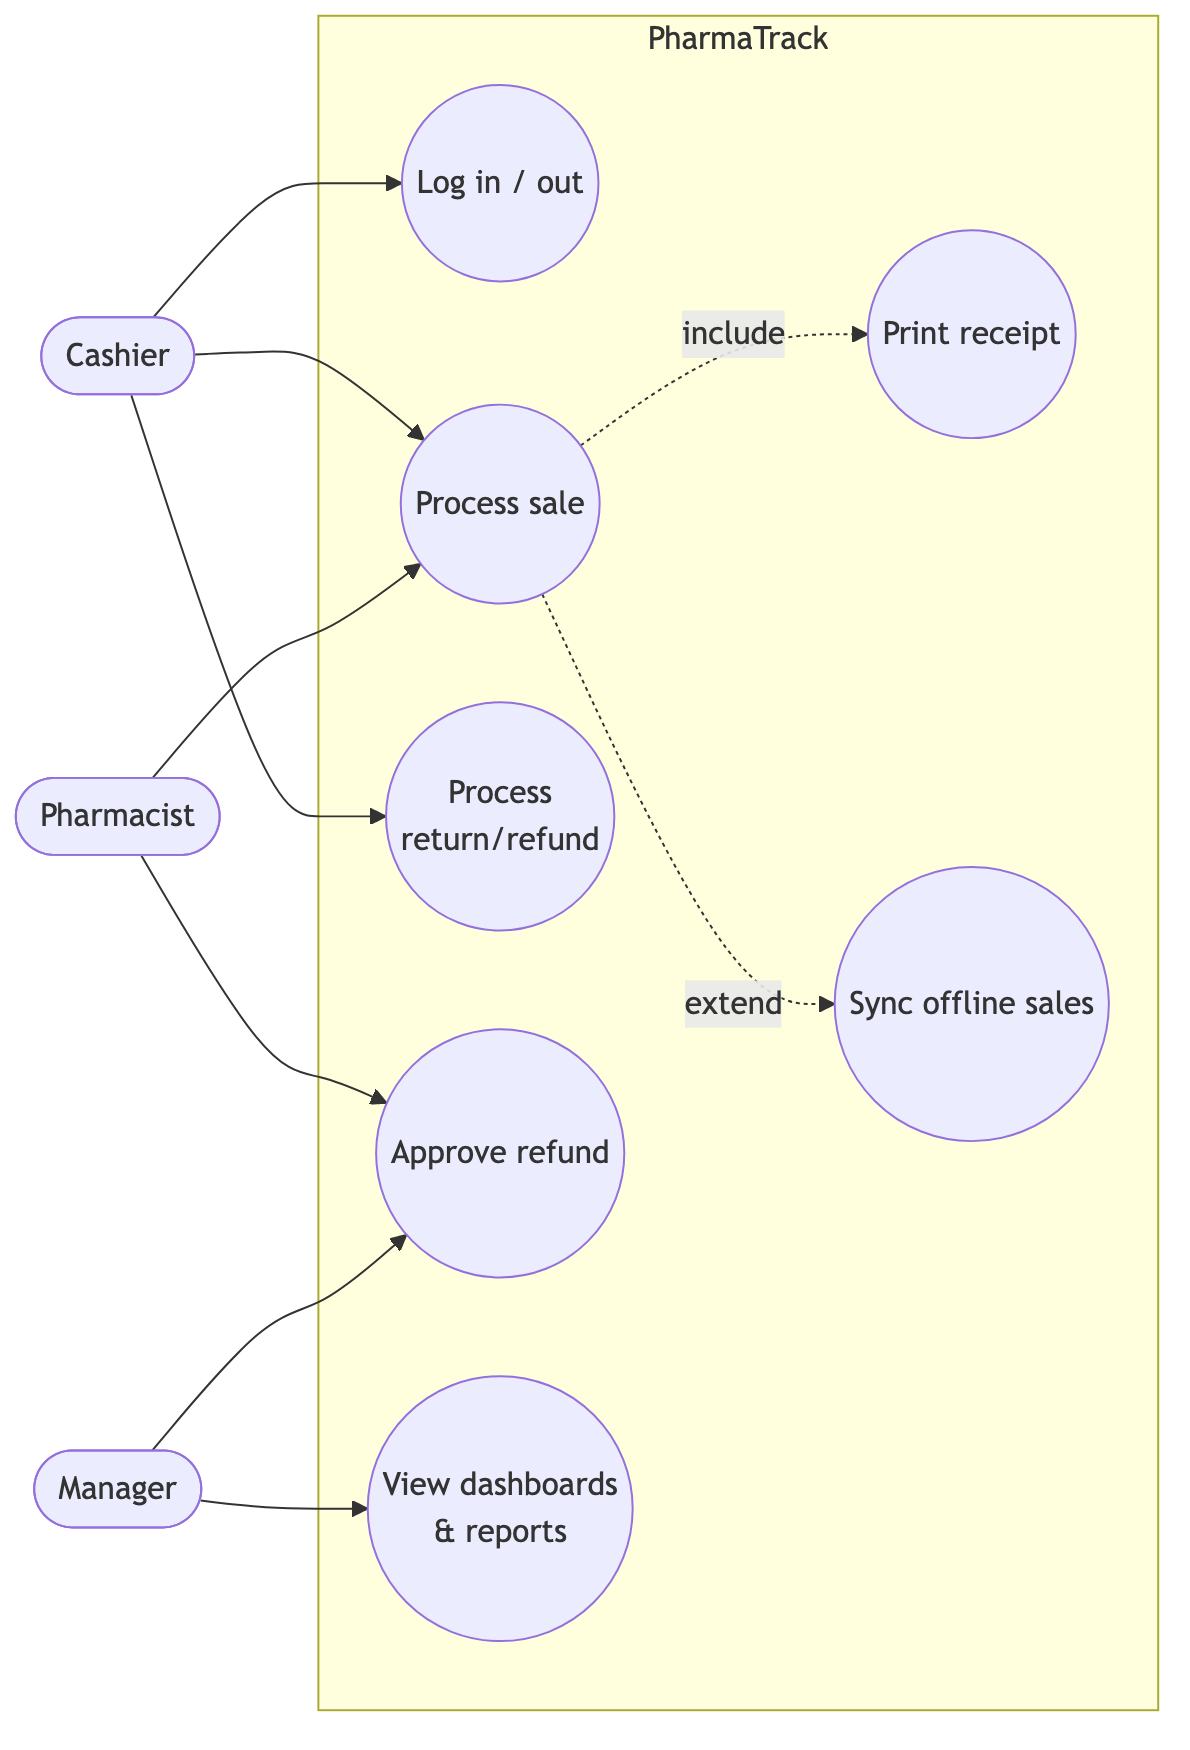 PharmaTrack
Log in / out
Cashier
include
Print receipt
Process sale
Pharmacist
Process
return/refund
extend
Sync offline sales
Approve refund
Manager
View dashboards
& reports